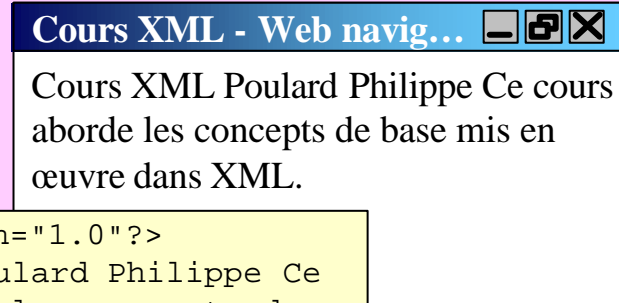 Cours XML - Web navig…
Cours XML Poulard Philippe Ce cours
aborde les concepts de base mis en
œuvre dans XML.
="1.0"?>
Philippe Ce